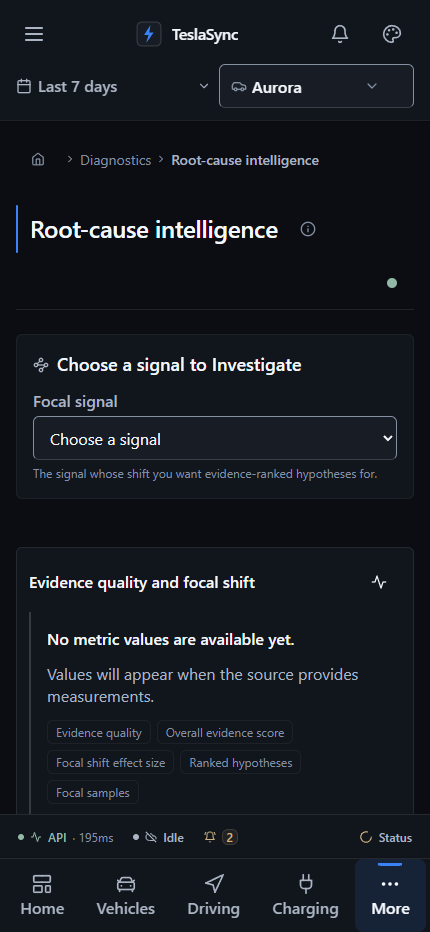 TeslaSync
Last 7 days
Aurora
Diagnostics
Root-cause intelligence
Root-cause intelligence
Choose a signal to Investigate
Focal signal
Choose a signal
The signal whose shift you want evidence-ranked hypotheses for.
Evidence quality and focal shift
No metric values are available yet.
Values will appear when the source provides
measurements.
Evidence quality
Overall evidence score
Focal shift effect size
Ranked hypotheses
Focal samples
API · 195ms
Idle
2
Status
Home
Vehicles
Driving
Charging
More